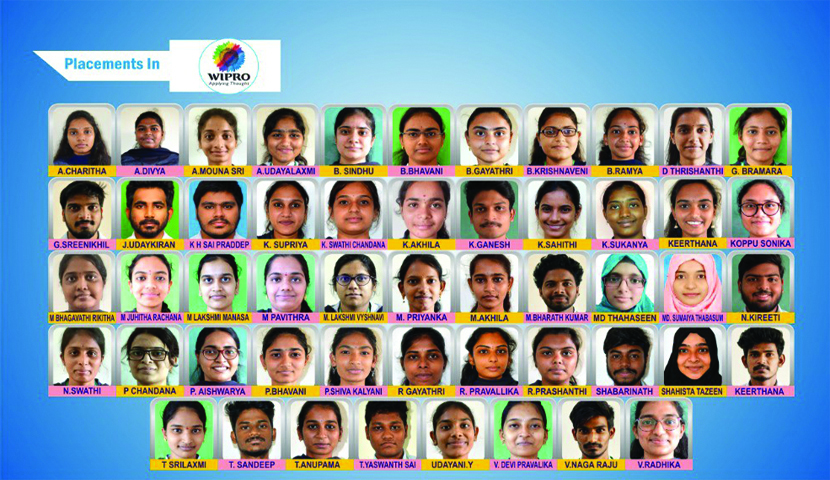 Placements In
WIPRO
Applying Thought
A.CHARITHA
A.DIVYA
A.MOUNA SRI
A.UDAYALAXMI
B. SINDHU
B.BHAVANI
B.GAYATHRI
B.KRISHNAVENI
B.RAMYA
D THRISHANTHI
G. BRAMARA
G.SREENIKHIL
J.UDAYKIRAN
K H SAI PRADDEP
K. SUPRIYA
K. SWATHI CHANDANA
K.AKHILA
K.GANESH
K.SAHITHI
K.SUKANYA
KEERTHANA
KOPPU SONIKA
M BHAGAVATHI RIKITHA
M JUHITHA RACHANA
M LAKSHMI MANASA
M PAVITHRA
M. LAKSHMI VYSHNAVI
M. PRIYANKA
M.AKHILA
M.BHARATH KUMAR
MD THAHASEEN
MD. SUMAIYA THABASUM
N.KIREETI
N.SWATHI
P CHANDANA
P. AISHWARYA
P.BHAVANI
P.SHIVA KALYANI
R GAYATHRI
R. PRAVALLIKA
R.PRASHANTHI
SHABARINATH
SHAHISTA TAZEEN
KEERTHANA
T SRILAXMI
T. SANDEEP
T.ANUPAMA
T.YASWANTH SAI
UDAYANI.Y
V. DEVI PRAVALIKA
V.NAGA RAJU
V.RADHIKA